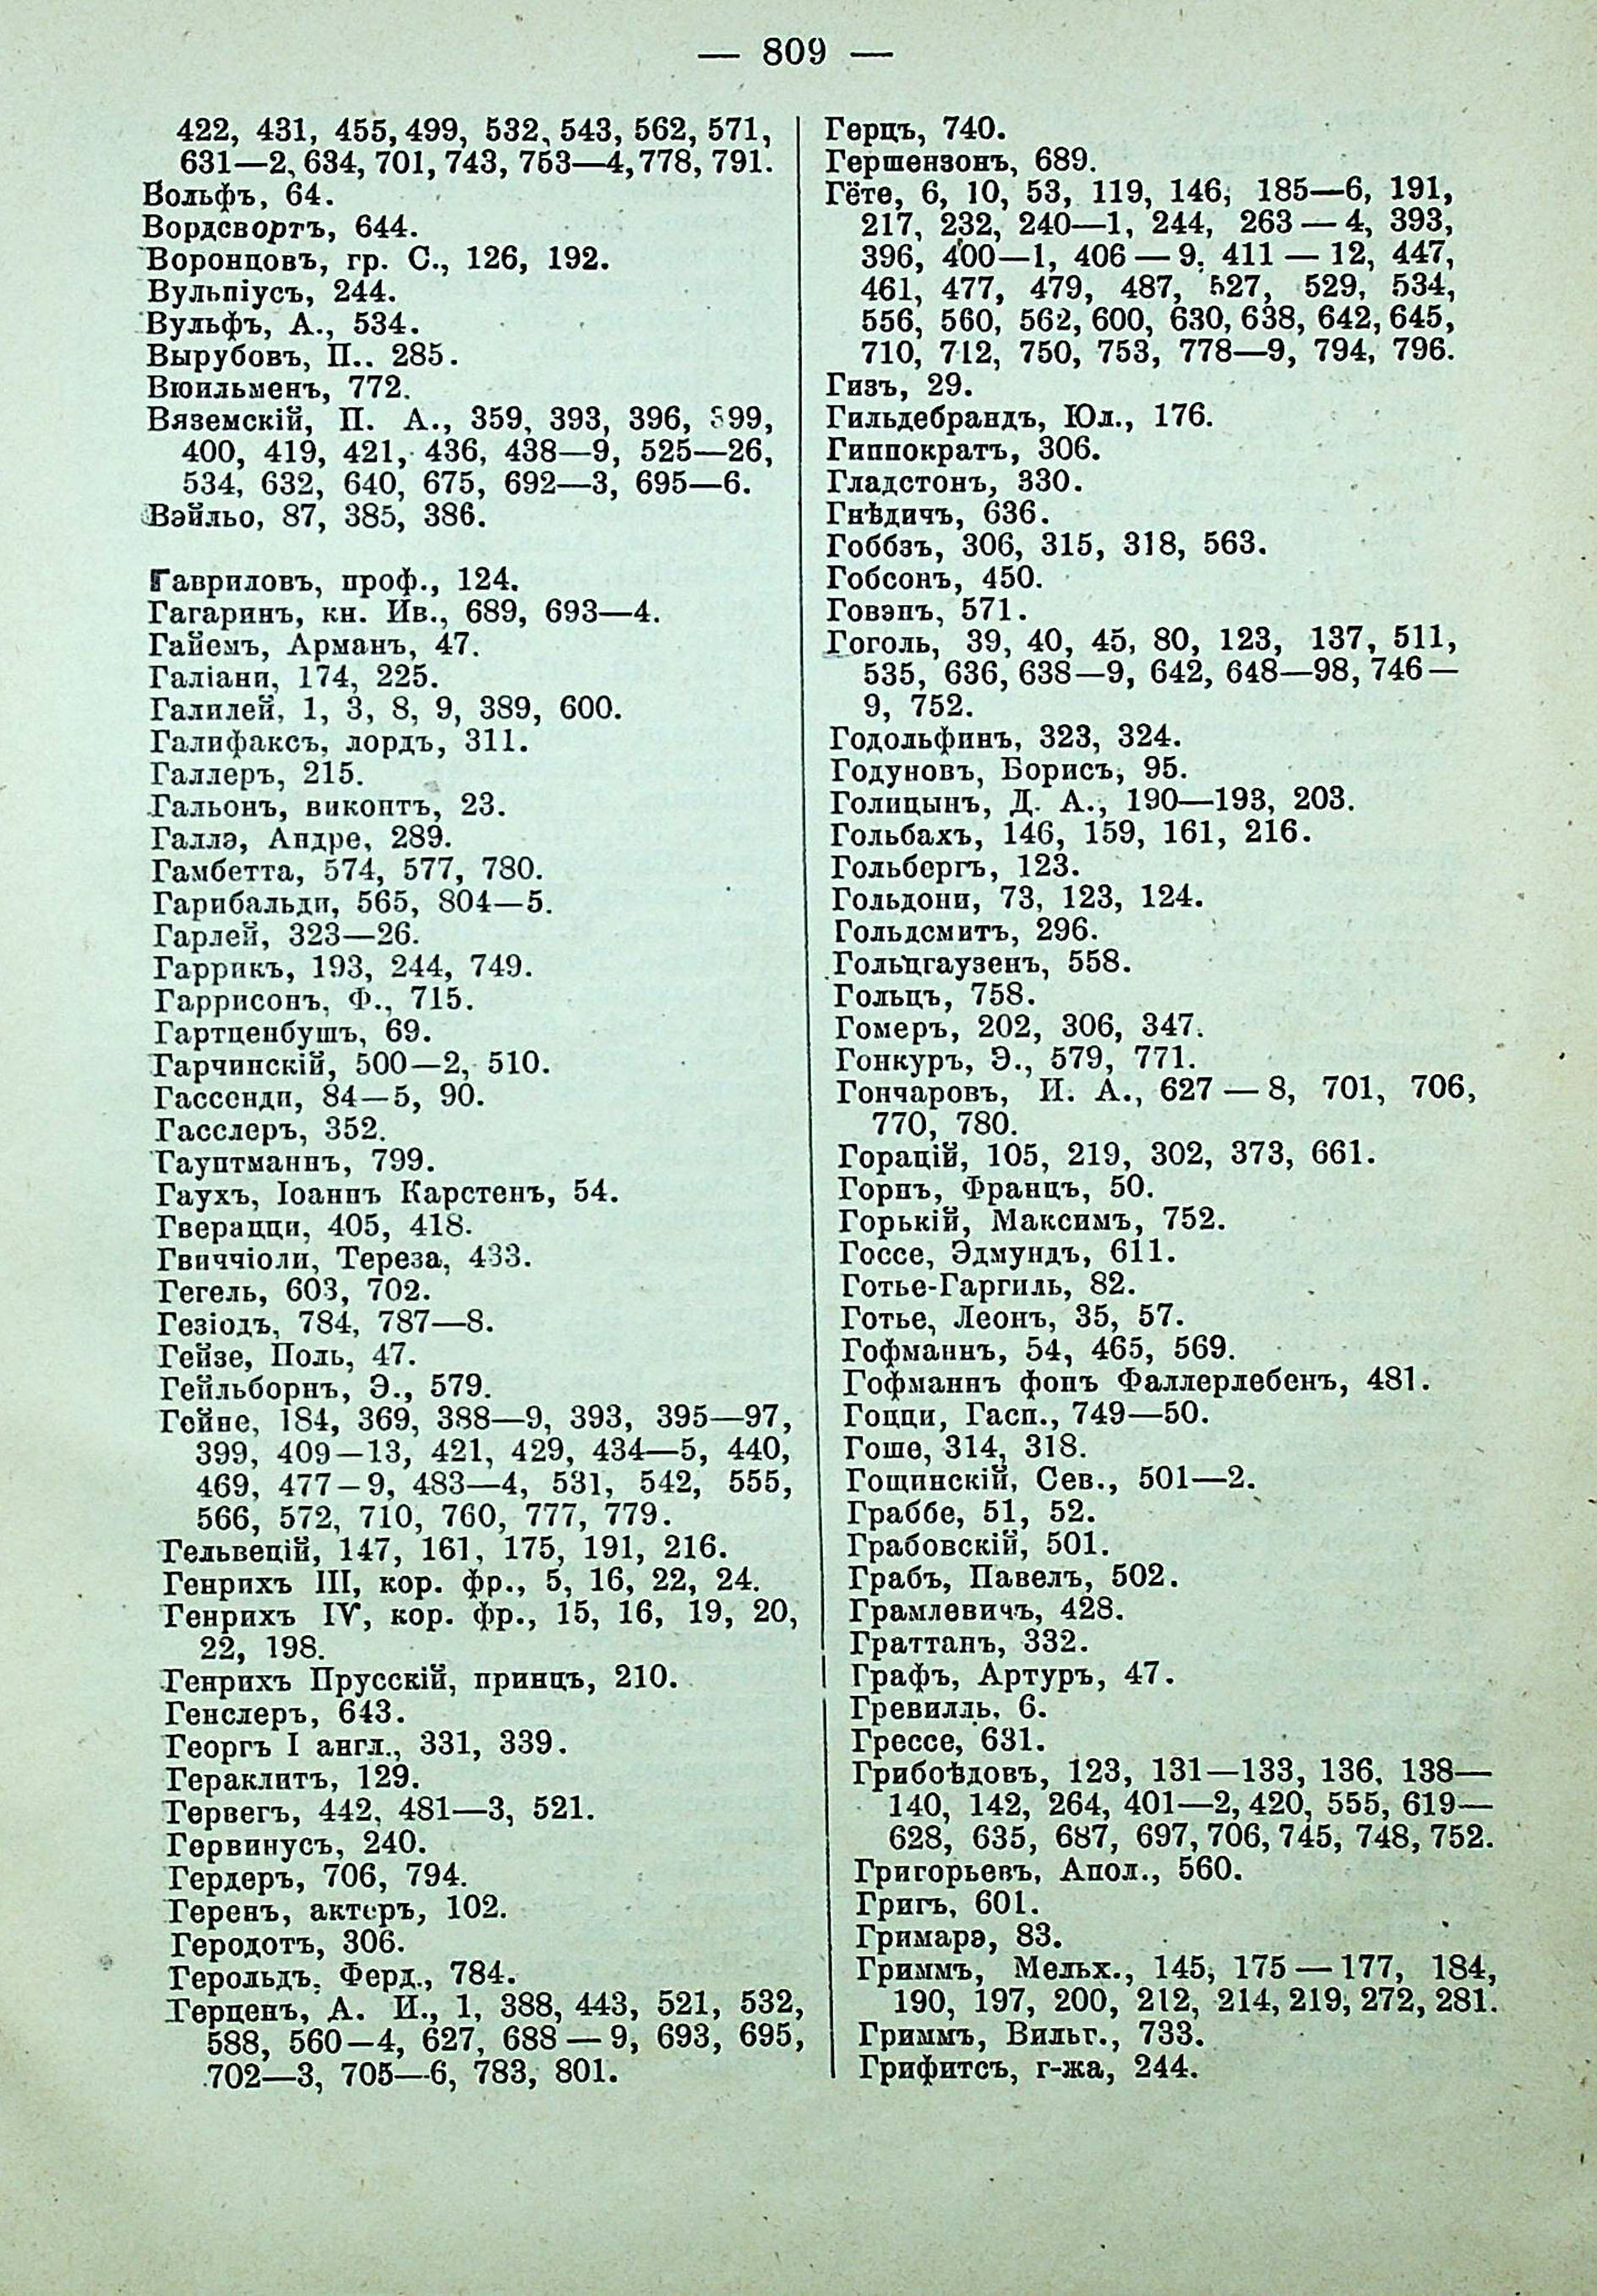 — 809 —
422, 431, 455, 499, 532, 543, 562, 571,
631—2, 634, 701, 743, 753—4, 778, 791.
Вольфъ, 64.
Вордсвортъ, 644.
Воронцовъ, гр. С., 126, 192.
Вульпіусъ, 244.
Вульфъ, А., 534.
Вырубовъ, П.. 285.
Вюильменъ, 772.
Вяземскій, П. А., 359, 393, 396, 399,
400, 419, 421, 436, 438—9, 525—26,
534, 632, 640, 675, 692—3, 695—6.
Вэйльо, 87, 385, 386.
Гавриловъ, проф., 124.
Гагаринъ, кн. Ив., 689, 693—4.
Гайемъ, Арманъ, 47.
Галіани, 174, 225.
Галилей, 1, 3, 8, 9, 389, 600.
Галифаксъ, лордъ, 311.
Галлеръ, 215.
Гальонъ, виконтъ, 23.
Галлэ, Андре, 289.
Гамбетта, 574, 577, 780.
Гарибальди, 565, 804—5.
Гарлей, 323—26.
Гаррикъ, 193, 244, 749.
Гаррисонъ, Ф., 715.
Гартценбушъ, 69.
Гарчинскій, 500—2, 510.
Гассенди, 84—5, 90.
Гасслеръ, 352.
Гауптманнъ, 799.
Гаухъ, Іоаннъ Карстенъ, 54.
Гверацци, 405, 418.
Гвиччіоли, Тереза, 433.
Гегель, 603, 702.
Гезіодъ, 784, 787—8.
Гейзе, Поль, 47.
Гейльборнъ, Э., 579.
Гейне, 184, 369, 388—9, 393, 395—97,
399, 409—13, 421, 429, 434—5, 440,
469, 477—9, 483—4, 531, 542, 555,
566, 572, 710, 760, 777, 779.
Гельвецій, 147, 161, 175, 191, 216.
Генрихъ III, кор. фр., 5, 16, 22, 24.
Генрихъ IV, кор. фр., 15, 16, 19, 20,
22, 198.
Генрихъ Прусскій, принцъ, 210.
Генслеръ, 643.
Георгъ I англ., 331, 339.
Гераклитъ, 129.
Гервегъ, 442, 481—3, 521.
Гервинусъ, 240.
Гердеръ, 706, 794.
Геренъ, актеръ, 102.
Геродотъ, 306.
Герольдъ. Ферд., 784.
Герценъ, А. И., 1, 388, 443, 521, 532,
588, 560—4, 627, 688—9, 693, 695,
702—3, 705—6, 783, 801.
Герцъ, 740.
Гершензонъ, 689.
Гёте, 6, 10, 53, 119, 146, 185—6, 191,
217, 232, 240—1, 244, 263—4, 393,
396, 400—1, 406—9, 411—12, 447,
461, 477, 479, 487, 527, 529, 534,
556, 560, 562, 600, 630, 638, 642, 645,
710, 712, 750, 753, 778—9, 794, 796.
Гизъ, 29.
Гильдебрандъ, Юл., 176.
Гиппократъ, 306.
Гладстонъ, 330.
Гнѣдичъ, 636.
Гоббзъ, 306, 315, 318, 563.
Гобсонъ, 450.
Говэпъ, 571.
Гоголь, 39, 40, 45, 80, 123, 137, 511,
535, 636, 638—9, 642, 648—98, 746—
9, 752.
Годольфинъ, 323, 324.
Годуновъ, Борисъ, 95.
Голицынъ, Д. А., 190—193, 203.
Гольбахъ, 146, 159, 161, 216.
Гольбергъ, 123.
Гольдони, 73, 123, 124.
Гольдсмитъ, 296.
Гольцгаузенъ, 558.
Гольцъ, 758.
Гомеръ, 202, 306, 347.
Гонкуръ, Э., 579, 771.
Гончаровъ, И. А., 627—8, 701, 706,
770, 780.
Горацій, 105, 219, 302, 373, 661.
Горнъ, Францъ, 50.
Горькій, Максимъ, 752.
Госсе, Эдмундъ, 611.
Готье-Гаргиль, 82.
Готье, Леонъ, 35, 57.
Гофманнъ, 54, 465, 569.
Гофманнъ фонъ Фаллерлебенъ, 481.
Гоцци, Гасп., 749—50.
Гоше, 314, 318.
Гощинскій, Сев., 501—2.
Граббе, 51, 52.
Грабовскій, 501.
Грабъ, Павелъ, 502.
Грамлевичъ, 428.
Граттанъ, 332.
Графъ, Артуръ, 47.
Гревилль, 6.
Грессе, 631.
Грибоѣдовъ, 123, 131—133, 136, 138—
140, 142, 264, 401—2, 420, 555, 619—
628, 635, 687, 697, 706, 745, 748, 752.
Григорьевъ, Апол., 560.
Григъ, 601.
Гримарэ, 83.
Гриммъ, Мельх., 145, 175—177, 184,
190, 197, 200, 212, 214, 219, 272, 281.
Гриммъ, Вильг., 733.
Грифитсъ, г-жа, 244.